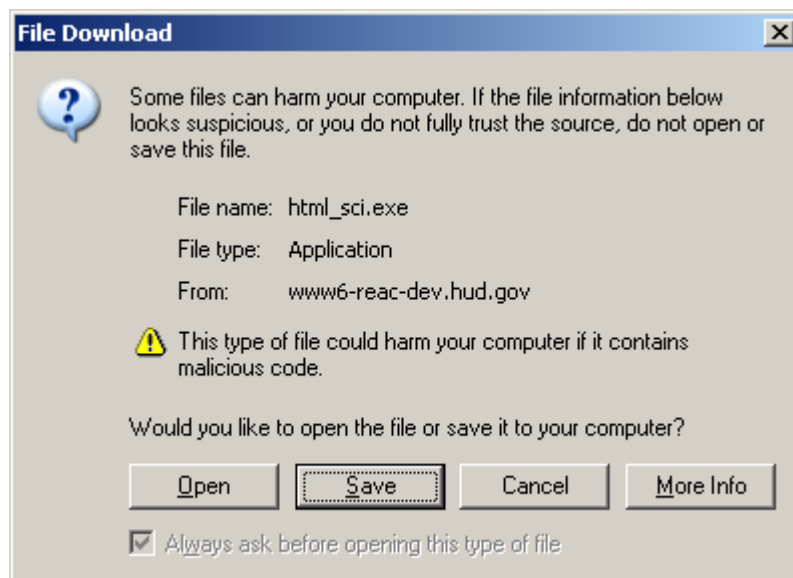 File Download
Some files can harm your computer. If the file information below
looks suspicious, or you do not fully trust the source, do not open or
save this file.
File name: html_sci.exe
File type: Application
From: www6-reac-dev.hud.gov
This type of file could harm your computer if it contains
malicious code.
Would you like to open the file or save it to your computer?
Open Save Cancel More Info
Always ask before opening this type of file